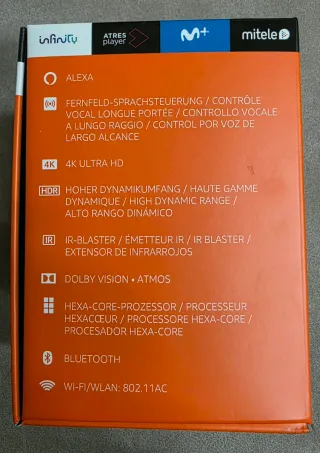 infinity ATRES player M+ mitele
ALEXA
FERNFELD-SPRACHSTEUERUNG / CONTRÔLE
VOCAL LONGUE PORTÉE / CONTROLLO VOCALE
A LUNGO RAGGIO / CONTROL POR VOZ DE
LARGO ALCANCE
4K 4K ULTRA HD
HDR HOHER DYNAMIKUMFANG / HAUTE GAMME
DYNAMIQUE / HIGH DYNAMIC RANGE /
ALTO RANGO DINÁMICO
IR IR-BLASTER / ÉMETTEUR IR / IR BLASTER /
EXTENSOR DE INFRARROJOS
DOLBY VISION • ATMOS
HEXA-CORE-PROZESSOR / PROCESSEUR
HEXACŒUR / PROCESSORE HEXA-CORE /
PROCESADOR HEXA-CORE
BLUETOOTH
WI-FI/WLAN: 802.11AC